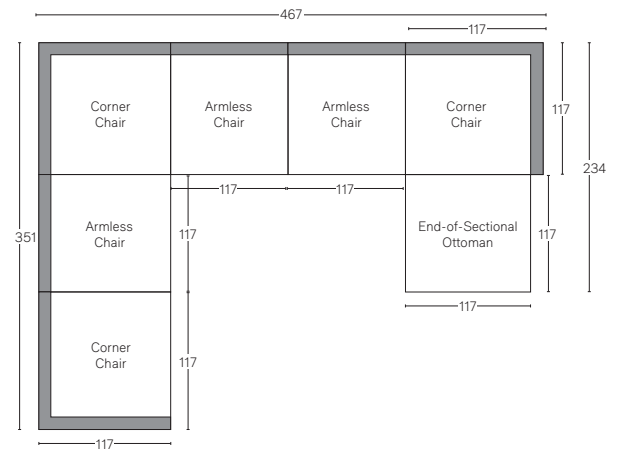 467
117
Corner
Chair
Armless
Chair
Armless
Chair
Corner
Chair
117
234
117
117
351
Armless
Chair
117
End-of-Sectional
Ottoman
117
117
Corner
Chair
117
117